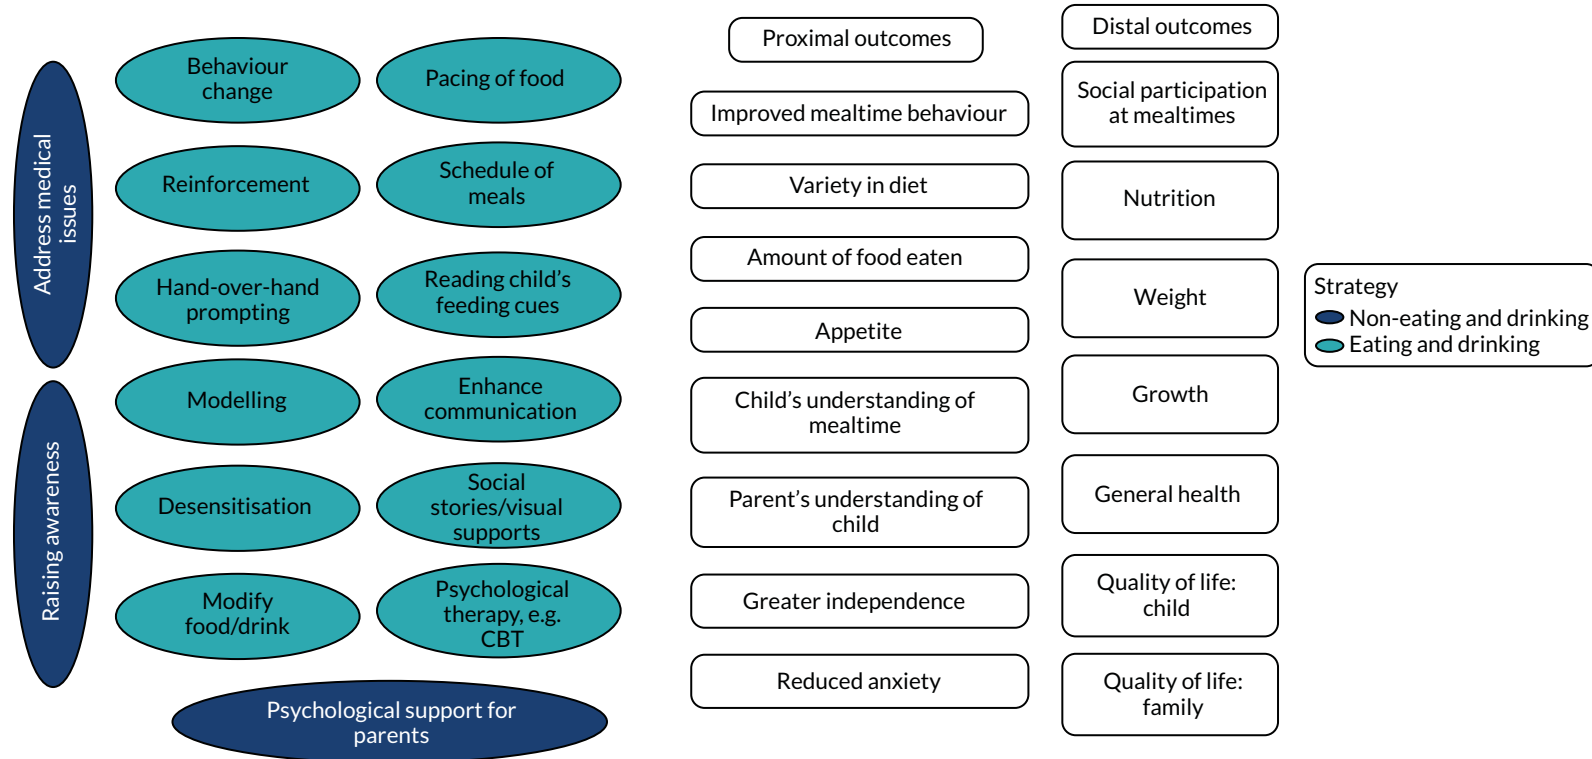 Address medical
issues
Raising awareness
Behaviour
change
Pacing of food
Reinforcement
Schedule of
meals
Hand-over-hand
prompting
Reading child’s
feeding cues
Modelling
Enhance
communication
Desensitisation
Social
stories/visual
supports
Modify
food/drink
Psychological
therapy, e.g.
CBT
Psychological support for
parents
Proximal outcomes
Improved mealtime behaviour
Variety in diet
Amount of food eaten
Appetite
Child’s understanding of
mealtime
Parent’s understanding of
child
Greater independence
Reduced anxiety
Distal outcomes
Social participation
at mealtimes
Nutrition
Weight
Growth
General health
Quality of life:
child
Quality of life:
family
Strategy
Non-eating and drinking
Eating and drinking